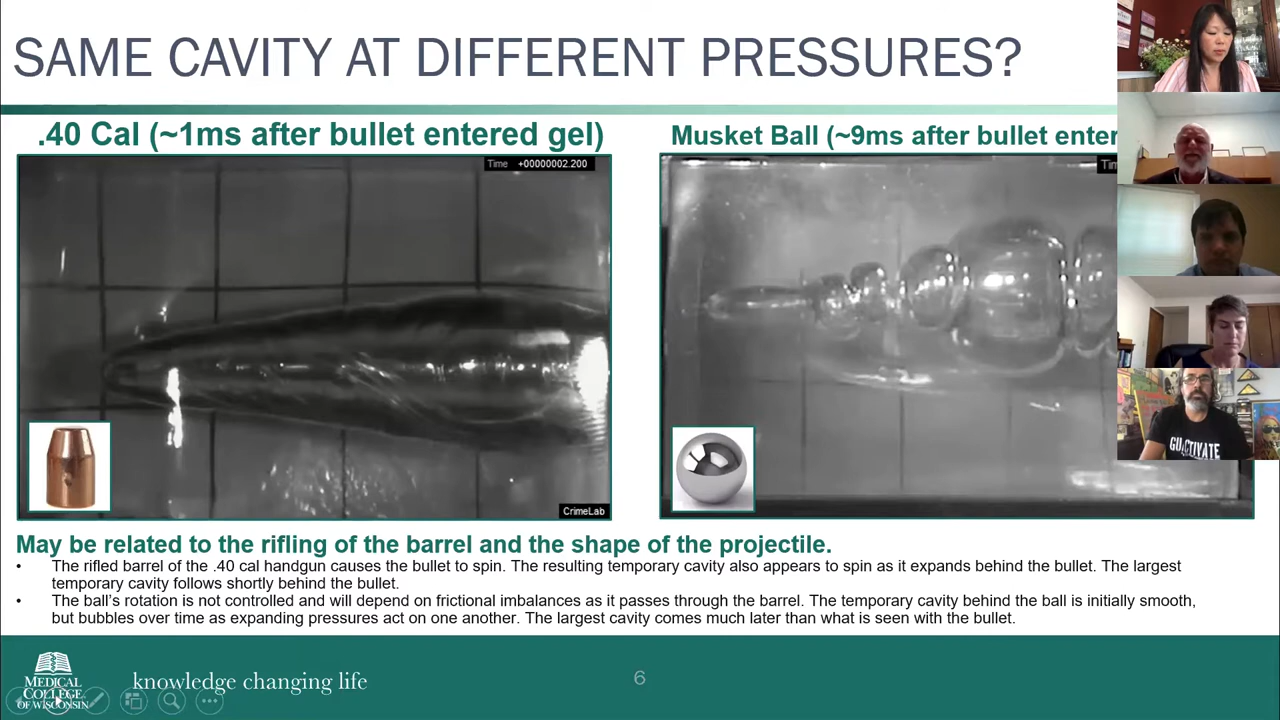 SAME CAVITY AT DIFFERENT PRESSURES?
.40 Cal (~1ms after bullet entered gel)
Musket Ball (~9ms after bullet enter
Time +00000002.200
CrimeLab
May be related to the rifling of the barrel and the shape of the projectile.
• The rifled barrel of the .40 cal handgun causes the bullet to spin. The resulting temporary cavity also appears to spin as it expands behind the bullet. The largest
temporary cavity follows shortly behind the bullet.
• The ball's rotation is not controlled and will depend on frictional imbalances as it passes through the barrel. The temporary cavity behind the ball is initially smooth,
but bubbles over time as expanding pressures act on one another. The largest cavity comes much later than what is seen with the bullet.
MEDICAL
COLLEGE
OF WISCONSIN
knowledge changing life
6